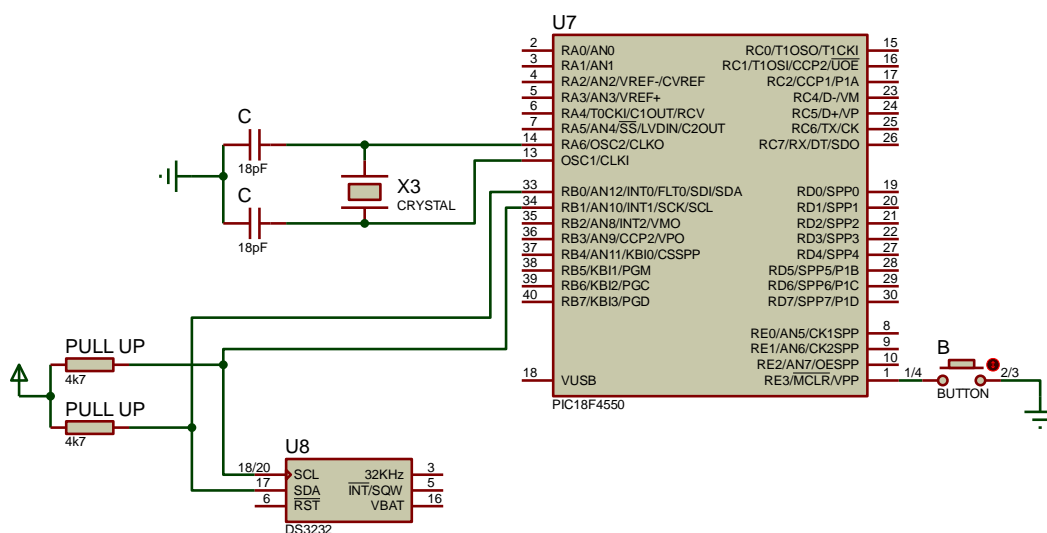 U7
2 RA0/AN0 RC0/T1OSO/T1CKI 15
3 RA1/AN1 RC1/T1OSI/CCP2/UOE 16
4 RA2/AN2/VREF-/CVREF RC2/CCP1/P1A 17
5 RA3/AN3/VREF+ RC4/D-/VM 23
6 RA4/T0CKI/C1OUT/RCV RC5/D+/VP 24
7 RA5/AN4/SS/LVDIN/C2OUT RC6/TX/CK 25
14 RA6/OSC2/CLKO RC7/RX/DT/SDO 26
13 OSC1/CLKI
C
18pF
X3
CRYSTAL
C
18pF
33 RB0/AN12/INT0/FLT0/SDI/SDA RD0/SPP0 19
34 RB1/AN10/INT1/SCK/SCL RD1/SPP1 20
35 RB2/AN8/INT2/VMO RD2/SPP2 21
36 RB3/AN9/CCP2/VPO RD3/SPP3 22
37 RB4/AN11/KBI0/CSSPP RD4/SPP4 27
38 RB5/KBI1/PGM RD5/SPP5/P1B 28
39 RB6/KBI2/PGC RD6/SPP6/P1C 29
40 RB7/KBI3/PGD RD7/SPP7/P1D 30
RE0/AN5/CK1SPP 8
RE1/AN6/CK2SPP 9
RE2/AN7/OESPP 10
18 VUSB RE3/MCLR/VPP 1
PIC18F4550
B
1/4 2/3
BUTTON
PULL UP
4k7
PULL UP
4k7
U8
18/20 SCL 32KHz 3
17 SDA INT/SQW 5
6 RST VBAT 16
DS3232